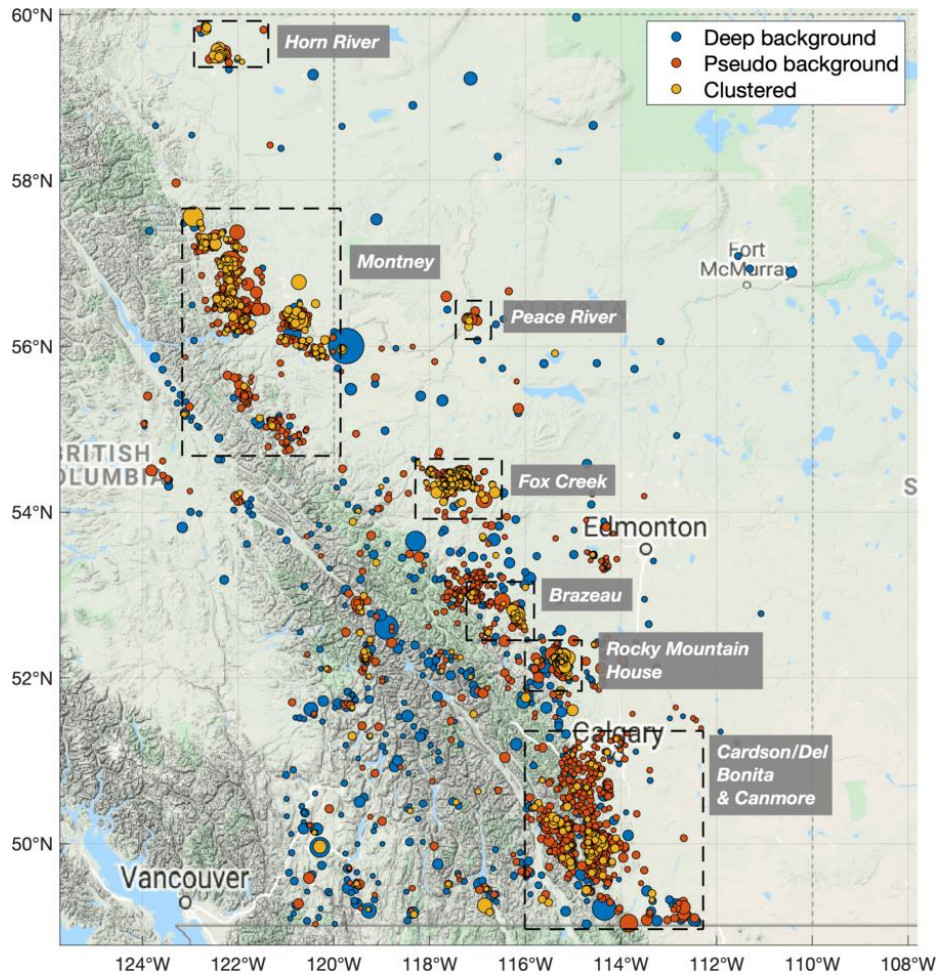 60°N
58°N
56°N
54°N
52°N
50°N
Horn River
Deep background
Pseudo background
Clustered
Montney
Fort
McMurray
Peace River
BRITISH
OLUMBIA
Fox Creek
S
Edmonton
Brazeau
Rocky Mountain
House
Calgary
Cardson/Del
Bonita
& Canmore
Vancouver
124°W 122°W 120°W 118°W 116°W 114°W 112°W 110°W 108°W